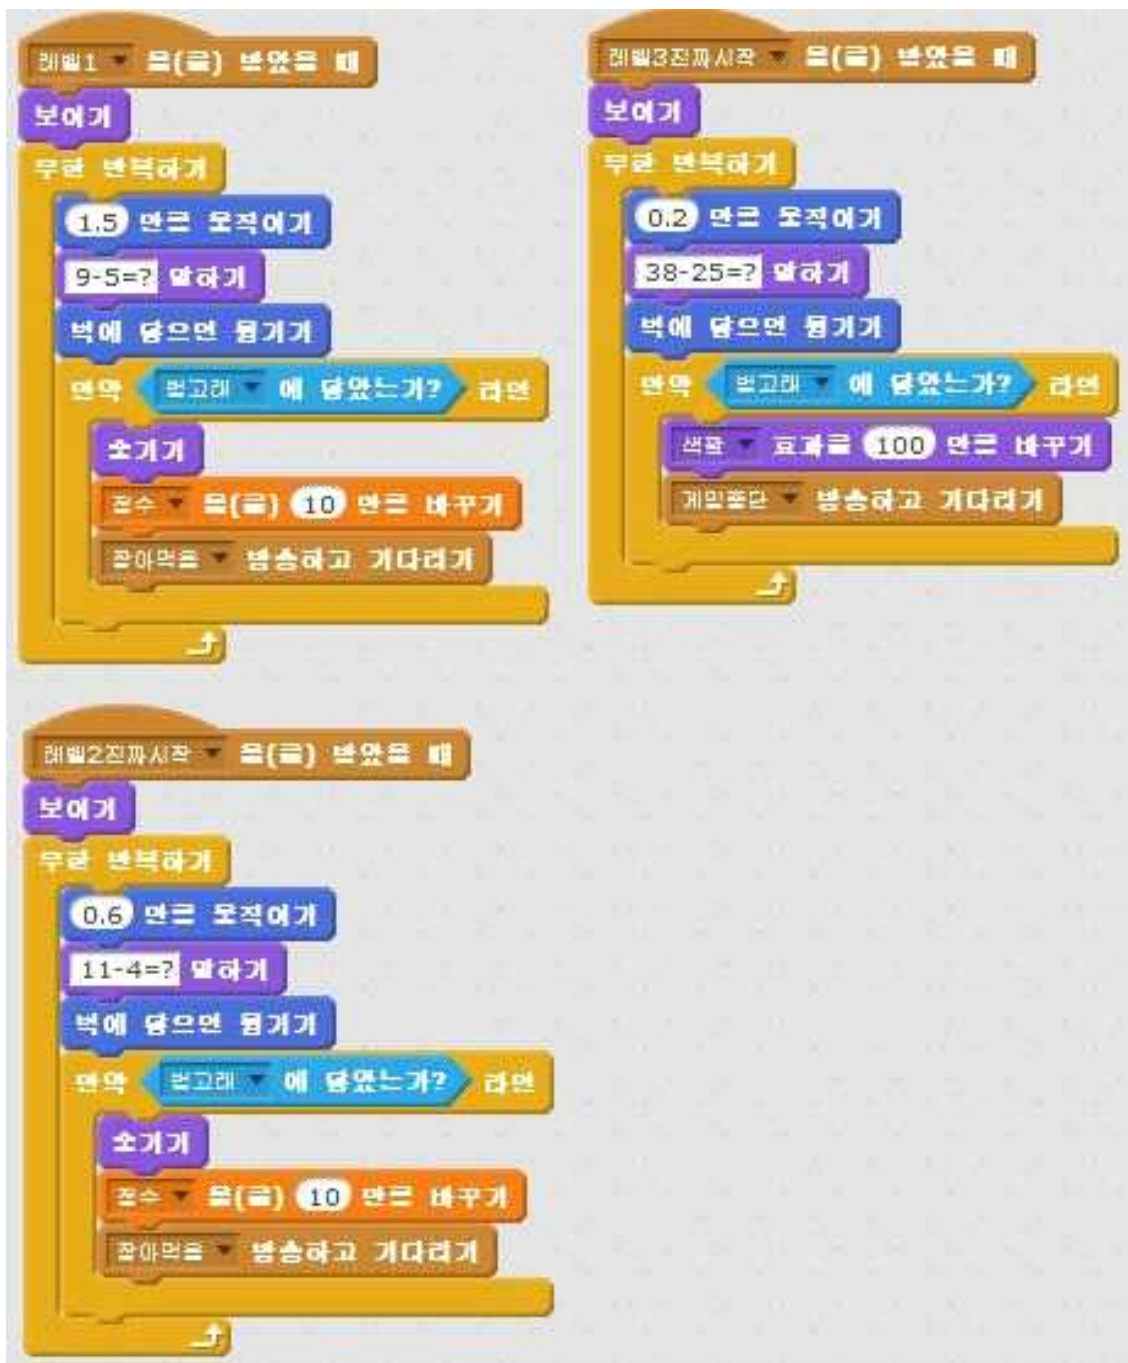 레벨1 을(를) 받았을 때
보이기
무한 반복하기
1.5 만큼 움직이기
9-5=? 말하기
벽에 닿으면 튕기기
만약 범고래 에 닿았는가? 라면
숨기기
점수 을(를) 10 만큼 바꾸기
잡아먹음 방송하고 기다리기
레벨3진짜시작 을(를) 받았을 때
보이기
무한 반복하기
0.2 만큼 움직이기
38-25=? 말하기
벽에 닿으면 튕기기
만약 범고래 에 닿았는가? 라면
색깔 효과를 100 만큼 바꾸기
게임중단 방송하고 기다리기
레벨2진짜시작 을(를) 받았을 때
보이기
무한 반복하기
0.6 만큼 움직이기
11-4=? 말하기
벽에 닿으면 튕기기
만약 범고래 에 닿았는가? 라면
숨기기
점수 을(를) 10 만큼 바꾸기
잡아먹음 방송하고 기다리기